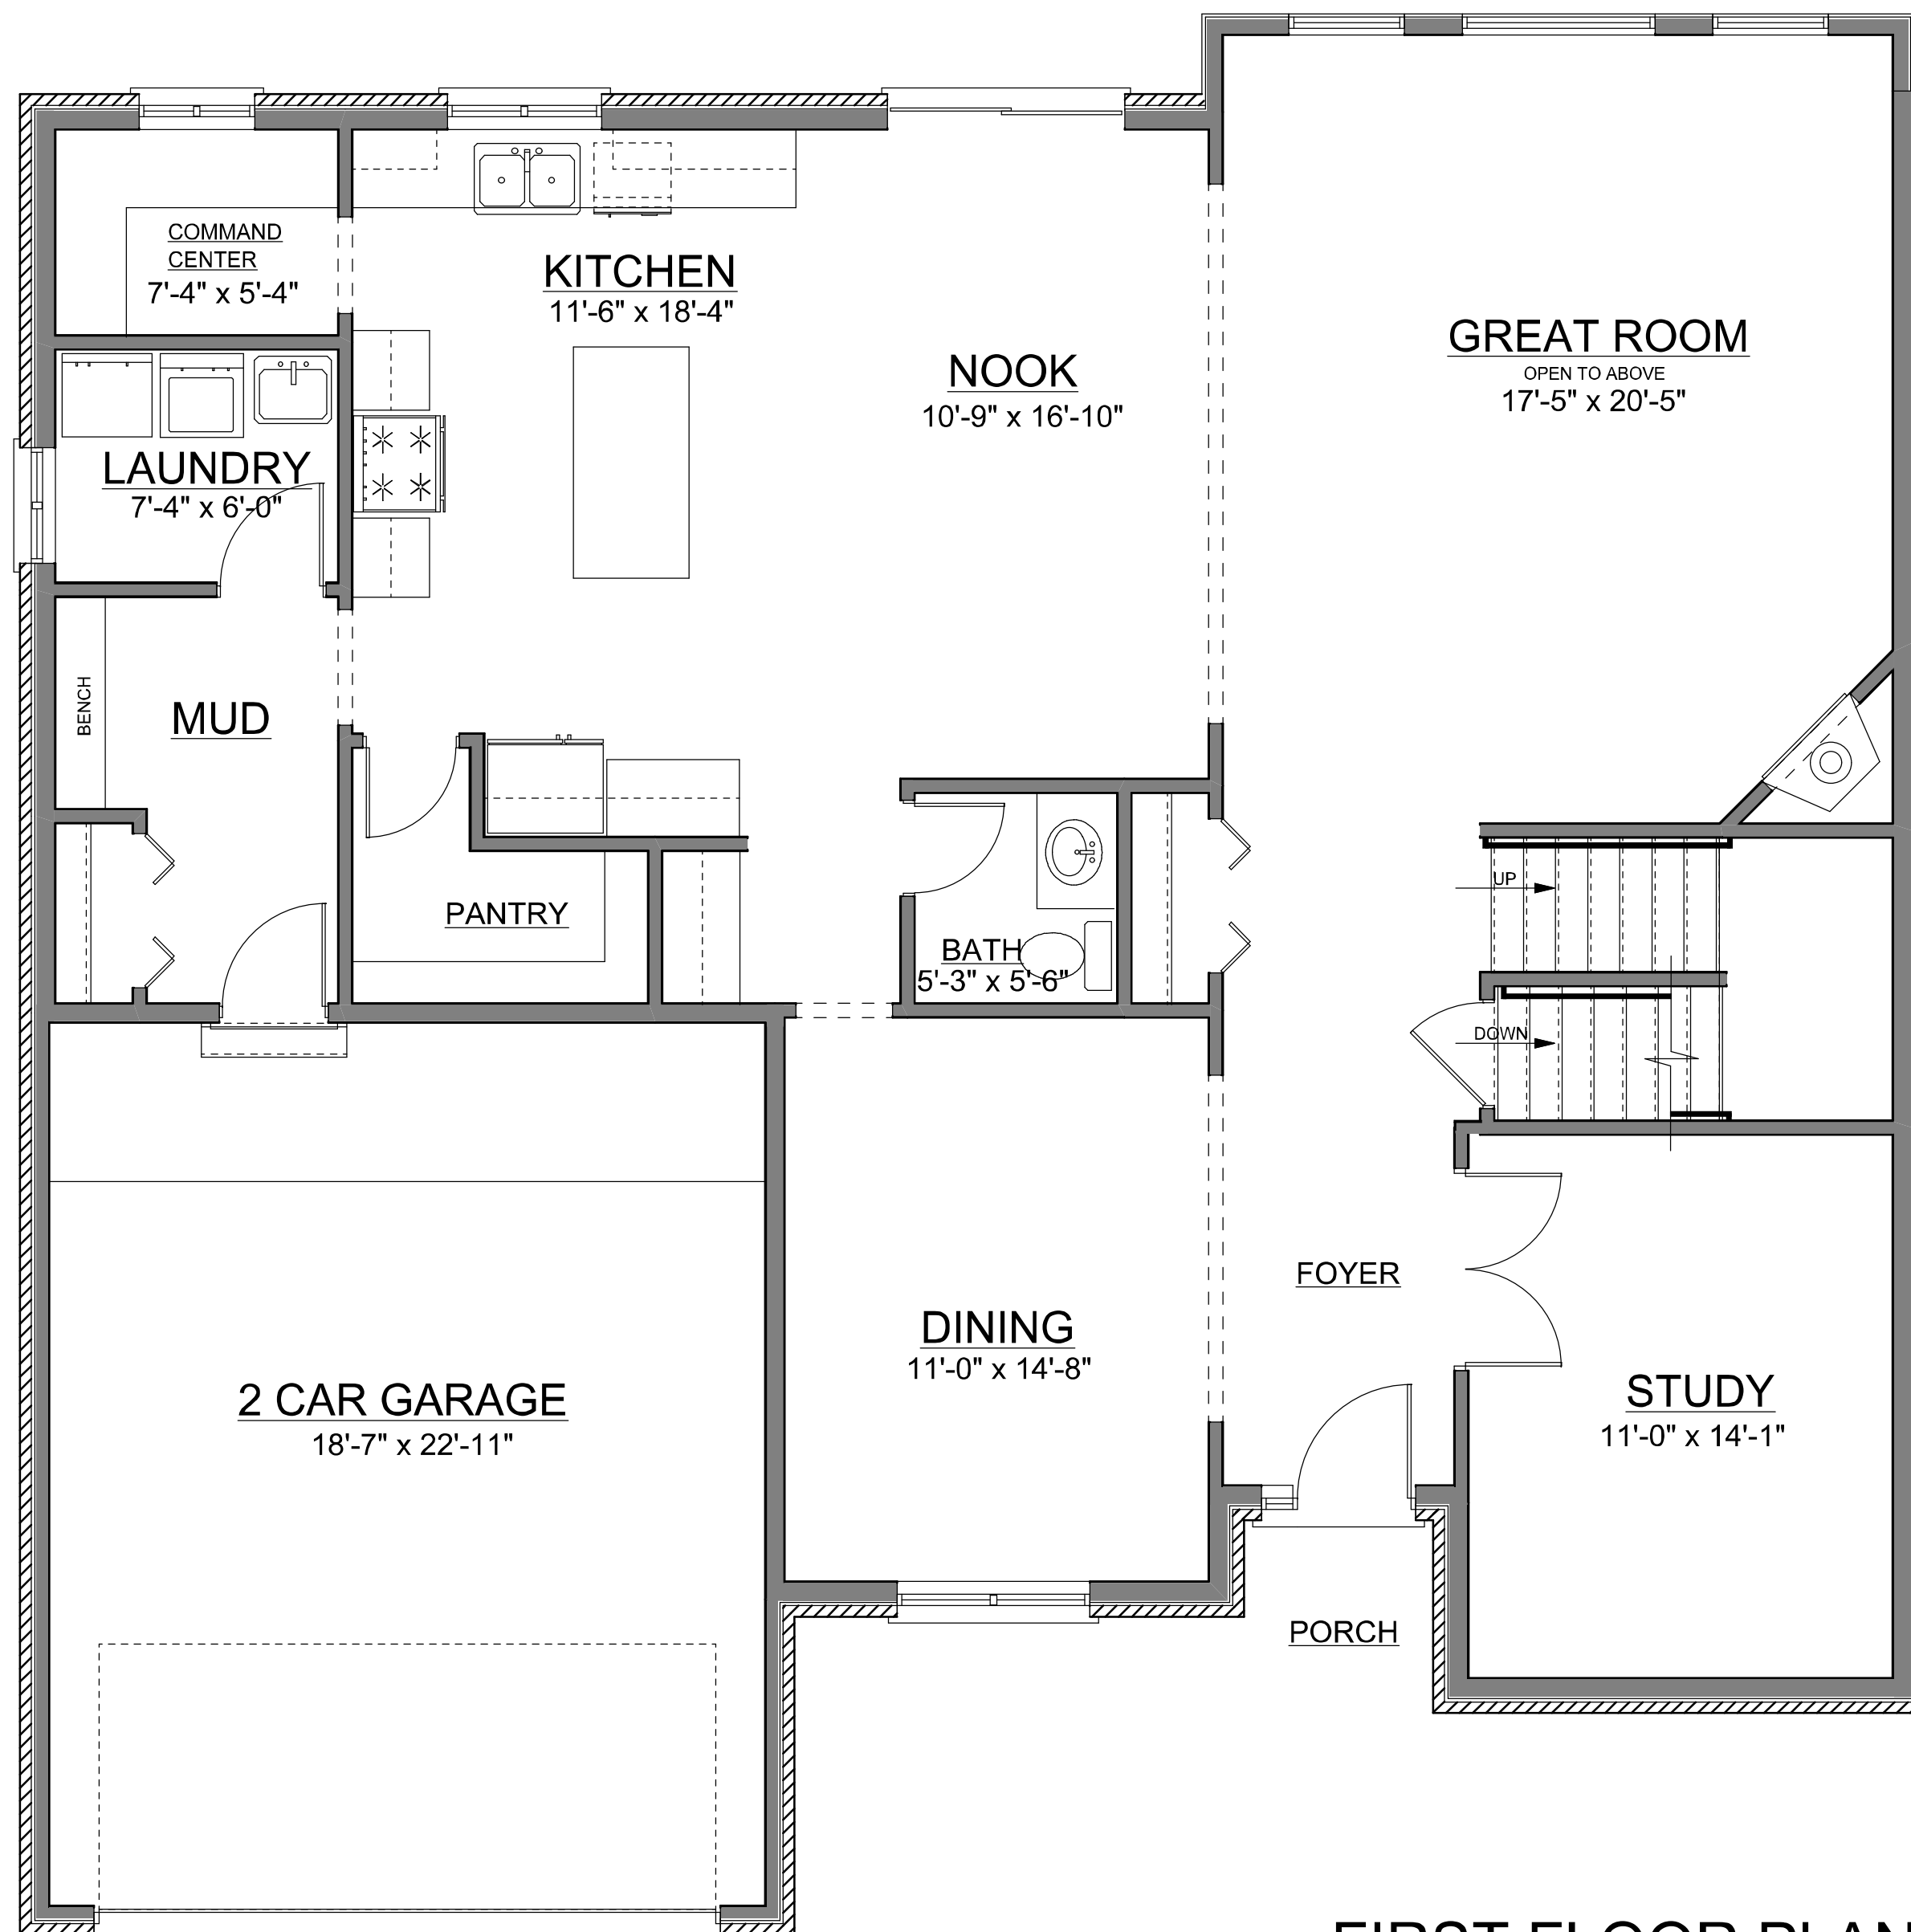 COMMAND
CENTER
7'-4" x 5'-4"
KITCHEN
11'-6" x 18'-4"
NOOK
10'-9" x 16'-10"
GREAT ROOM
OPEN TO ABOVE
17'-5" x 20'-5"
LAUNDRY
7'-4" x 6'-0"
BENCH
MUD
PANTRY
BATH
5'-3" x 5'-6"
UP
DOWN
FOYER
DINING
11'-0" x 14'-8"
2 CAR GARAGE
18'-7" x 22'-11"
STUDY
11'-0" x 14'-1"
PORCH
FIRST FLOOR PLAN